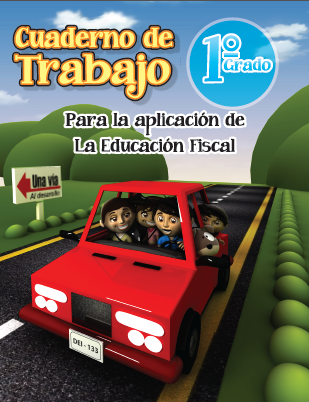 Cuaderno de
Trabajo
1º Grado
Para la aplicación de
La Educación Fiscal
Una vía
Al desarrollo
DEI - 133